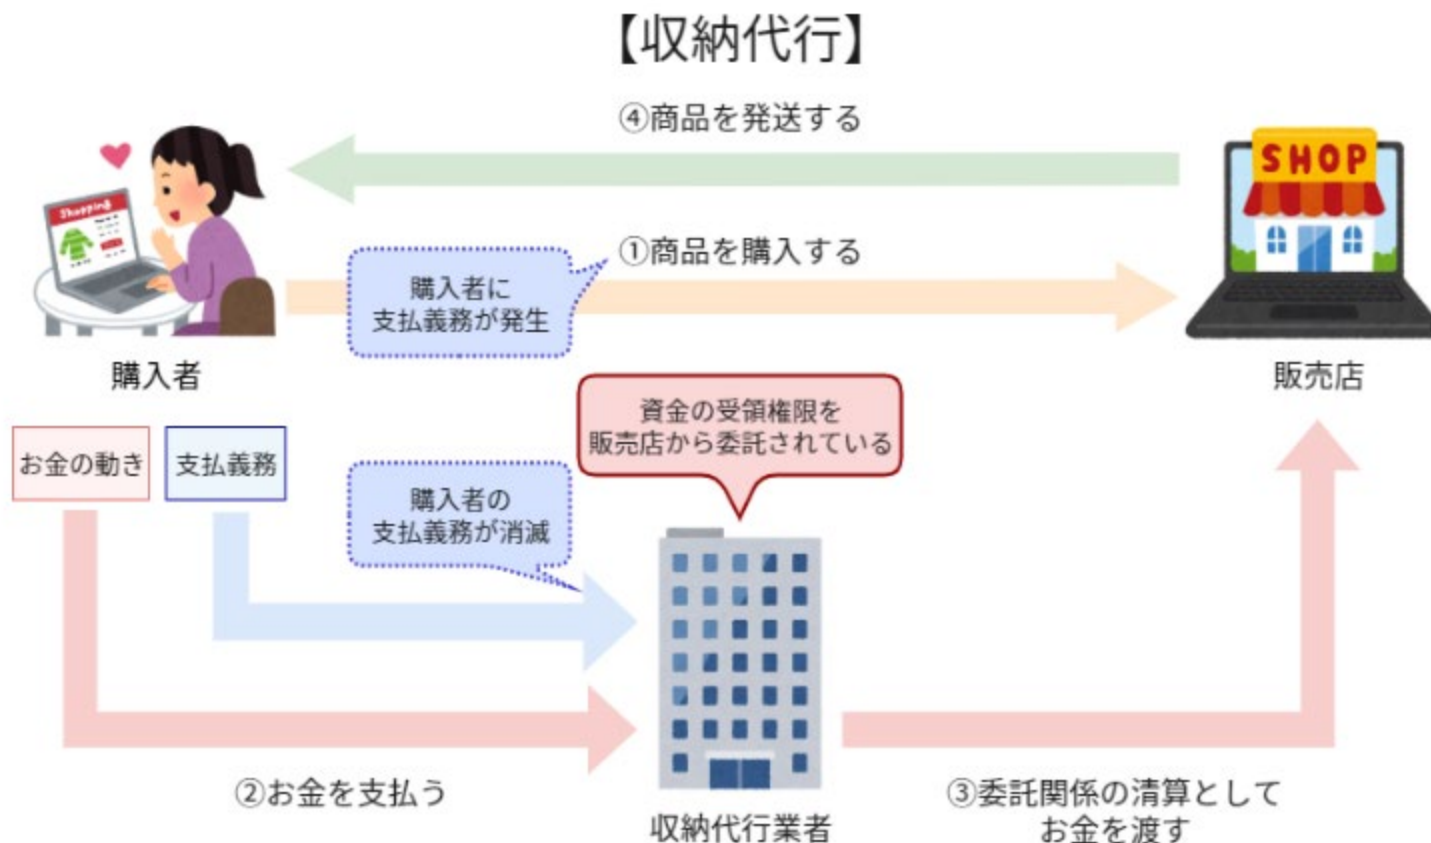 【収納代行】
④商品を発送する
Shopping
SHOP
①商品を購入する
購入者に
支払義務が発生
購入者
販売店
資金の受領権限を
販売店から委託されている
お金の動き
支払義務
購入者の
支払義務が消滅
②お金を支払う
③委託関係の清算として
お金を渡す
収納代行業者